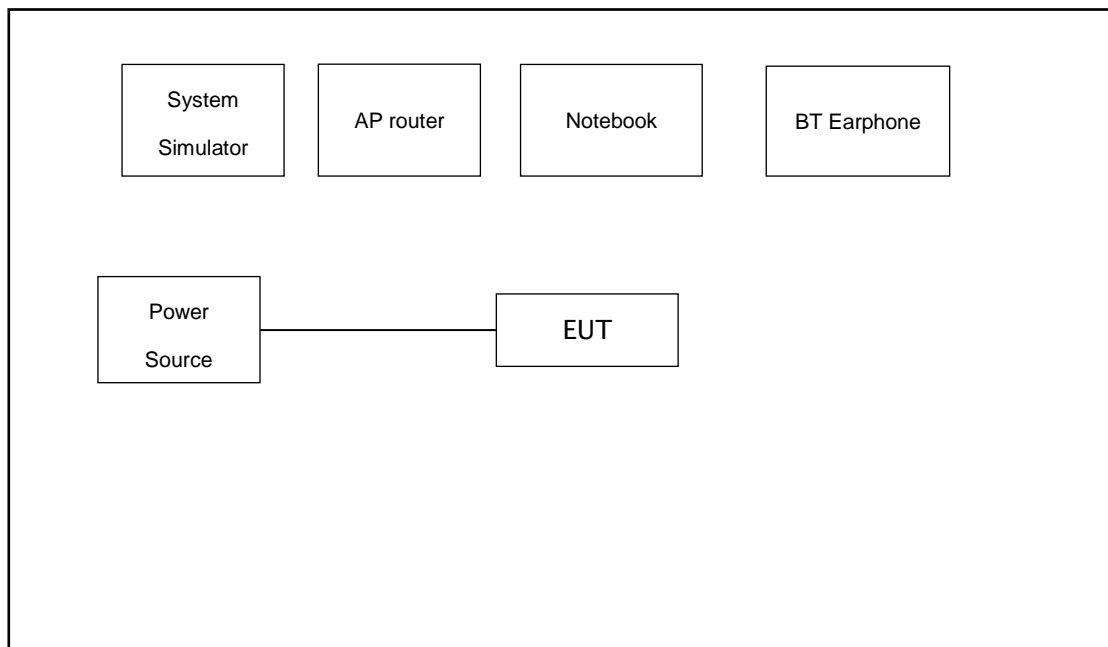 System
Simulator
AP router
Notebook
BT Earphone
Power
Source
EUT